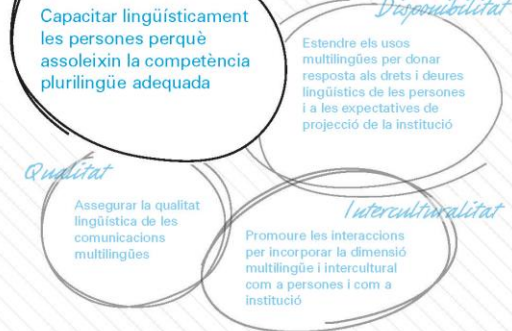 Disponibilitat
Capacitar lingüísticament
les persones perquè
assoleixin la competència
plurilingüe adequada
Estendre els usos
multilingües per donar
resposta als drets i deures
lingüístics de les persones
i a les expectatives de
projecció de la institució
Qualitat
Assegurar la qualitat
lingüística de les
comunicacions
multilingües
Interculturalitat
Promoure les interaccions
per incorporar la dimensió
multilingüe i intercultural
com a persones i com a
institució